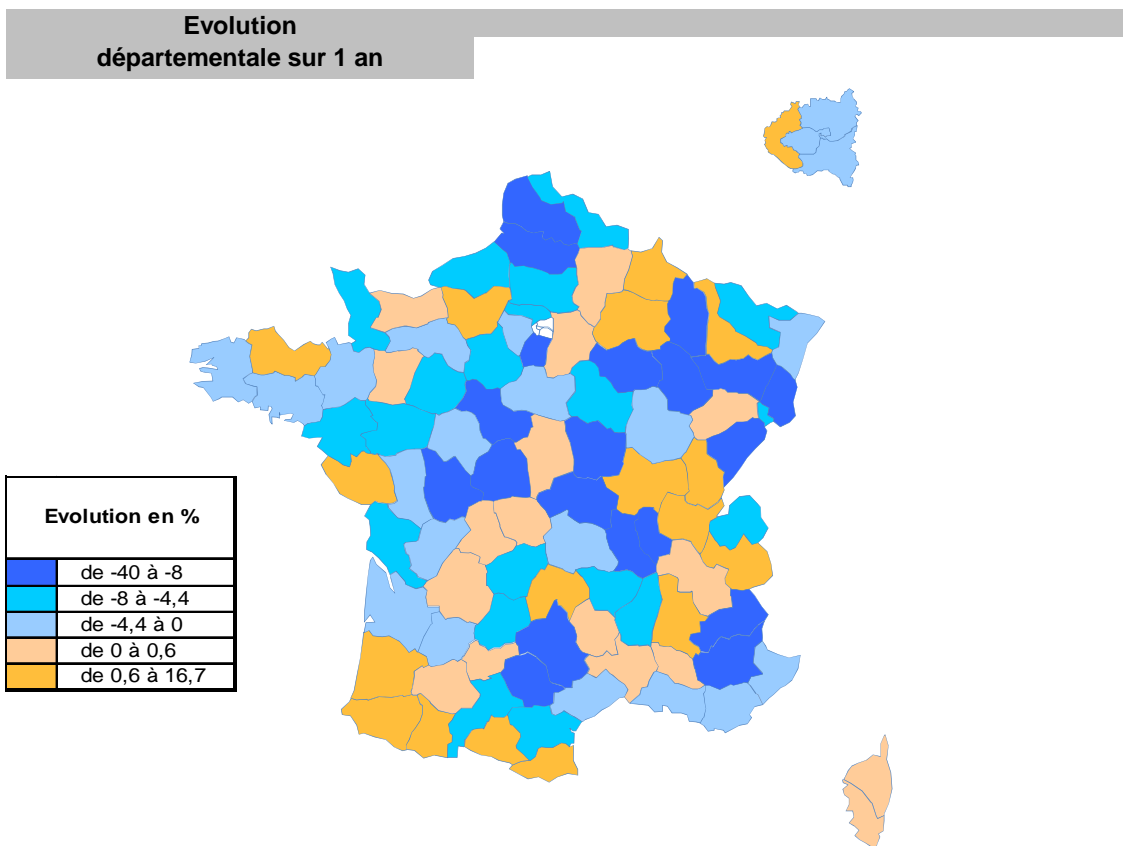 Evolution
départementale sur 1 an
Evolution en %
de -40 à -8
de -8 à -4,4
de -4,4 à 0
de 0 à 0,6
de 0,6 à 16,7